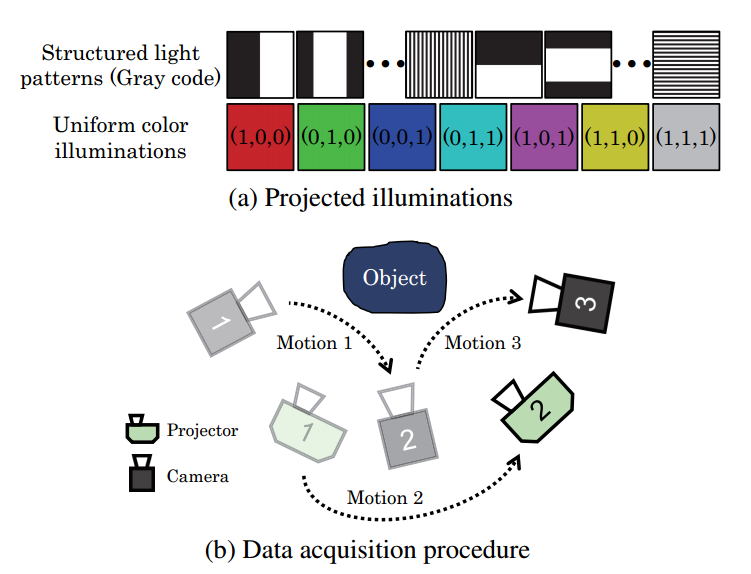 Structured light
patterns (Gray code)
Uniform color
illuminations
(1,0,0) (0,1,0) (0,0,1) (0,1,1) (1,0,1) (1,1,0) (1,1,1)
(a) Projected illuminations
Object
1
3
Motion 1
Motion 3
1
2
2
Projector
Camera
Motion 2
(b) Data acquisition procedure